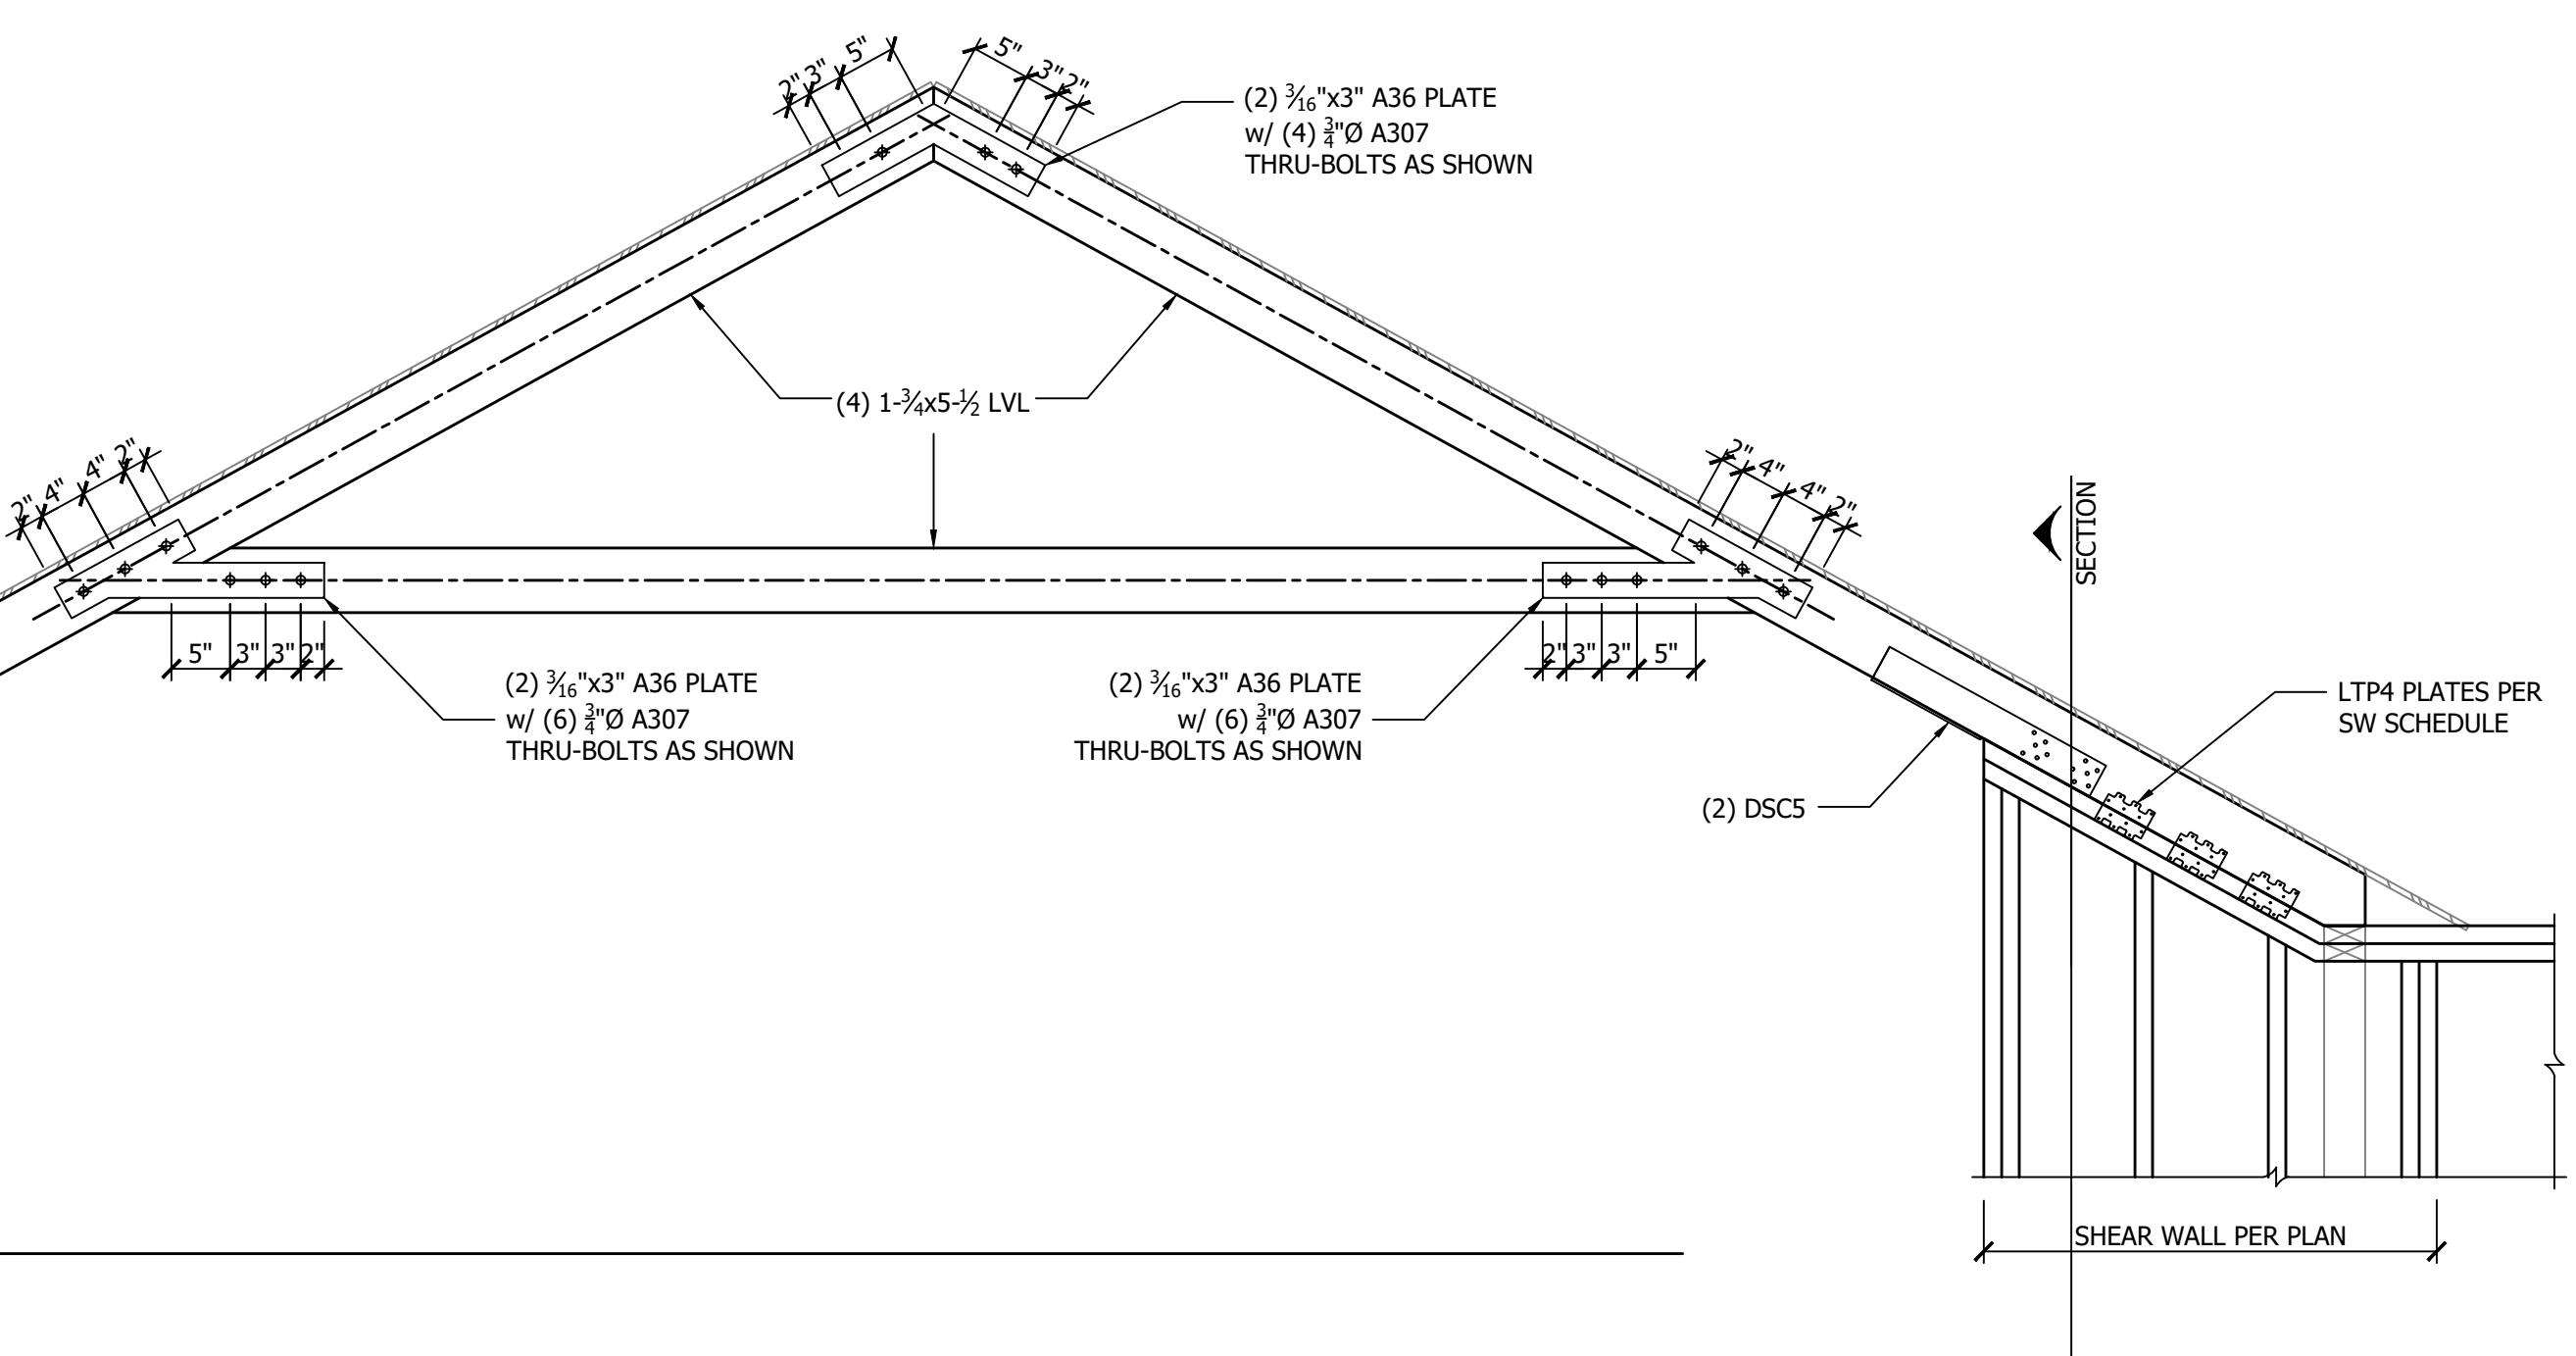 2" 3" 5"
5" 3" 2"
(2) 3/16"x3" A36 PLATE
w/ (4) 3/4"Ø A307
THRU-BOLTS AS SHOWN
(4) 1-3/4x5-1/2 LVL
2" 4" 4" 2"
2" 4" 4" 2"
SECTION
5" 3" 3" 2"
2" 3" 3" 5"
(2) 3/16"x3" A36 PLATE
w/ (6) 3/4"Ø A307
THRU-BOLTS AS SHOWN
(2) 3/16"x3" A36 PLATE
w/ (6) 3/4"Ø A307
THRU-BOLTS AS SHOWN
LTP4 PLATES PER
SW SCHEDULE
(2) DSC5
SHEAR WALL PER PLAN